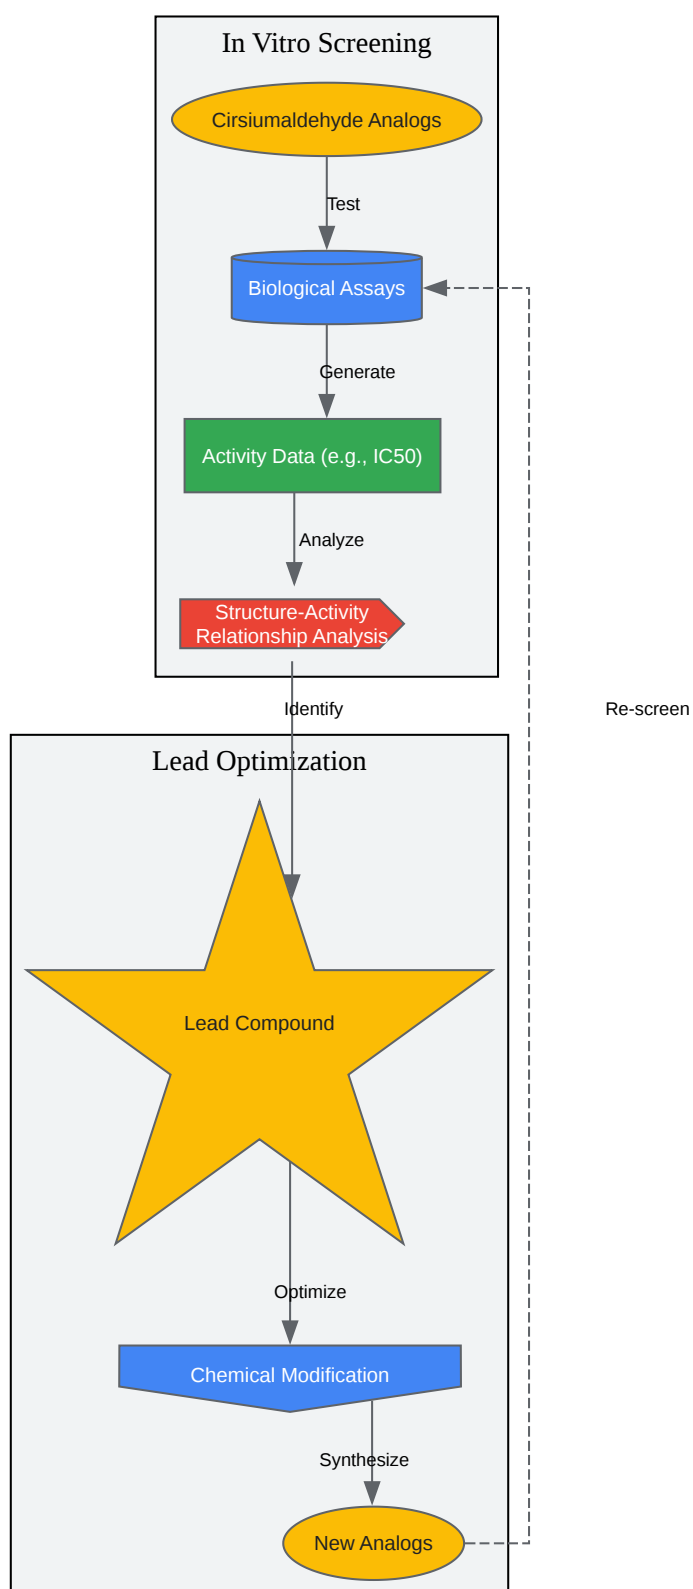 In Vitro Screening
Cirsiumaldehyde Analogs
Test
Biological Assays
Generate
Activity Data (e.g., IC50)
Analyze
Structure-Activity
Relationship Analysis
Identify
Re-screen
Lead Optimization
Lead Compound
Optimize
Chemical Modification
Synthesize
New Analogs